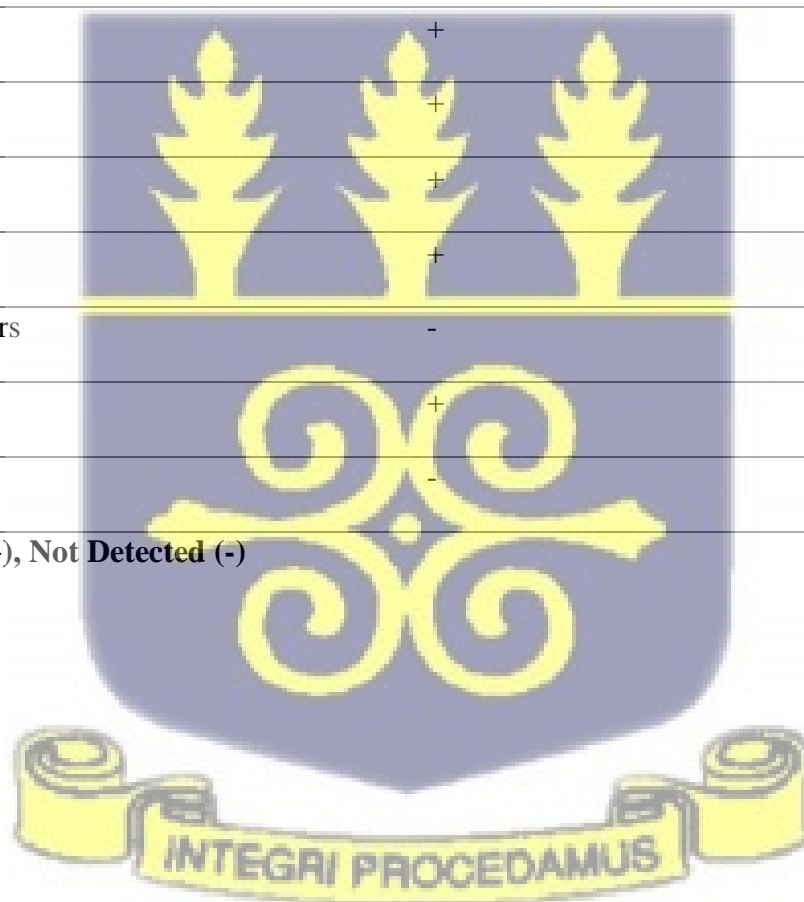 +
+
+
+
rs -
+
-
), Not Detected (-)
INTEGRI PROCEDAMUS